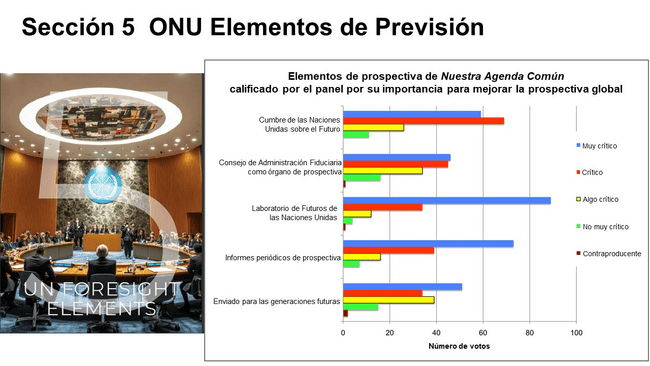 Sección 5  ONU Elementos de Previsión
5
UN FORESIGHT
ELEMENTS
Elementos de prospectiva de Nuestra Agenda Común
calificado por el panel por su importancia para mejorar la prospectiva global
Cumbre de las Naciones
Unidas sobre el Futuro
Consejo de Administración Fiduciaria
como órgano de prospectiva
Laboratorio de Futuros de
las Naciones Unidas
Informes periódicos de prospectiva
Enviado para las generaciones futuras
0 20 40 60 80 100
Número de votos
Muy crítico
Crítico
Algo crítico
No muy crítico
Contraproducente